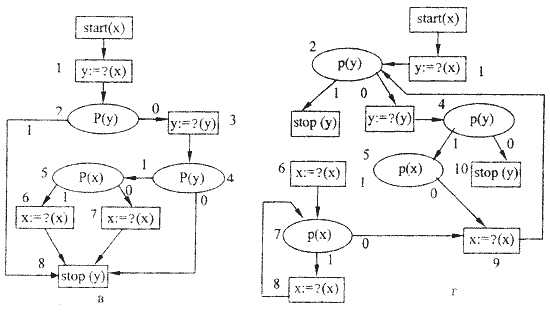 start(x)
1
y:=?(x)
2
P(y)
0
1
y:=?(y)
3
5
P(x)
1
P(y)
4
6
1
0
0
x:=?(x)
7
x:=?(x)
8
stop (y)
в
start(x)
2
p(y)
y:=?(x)
1
1
0
stop (y)
y:=?(y)
4
p(y)
1
0
5
p(x)
1
0
10
stop (y)
6
x:=?(x)
7
p(x)
0
x:=?(x)
9
1
8
x:=?(x)
г